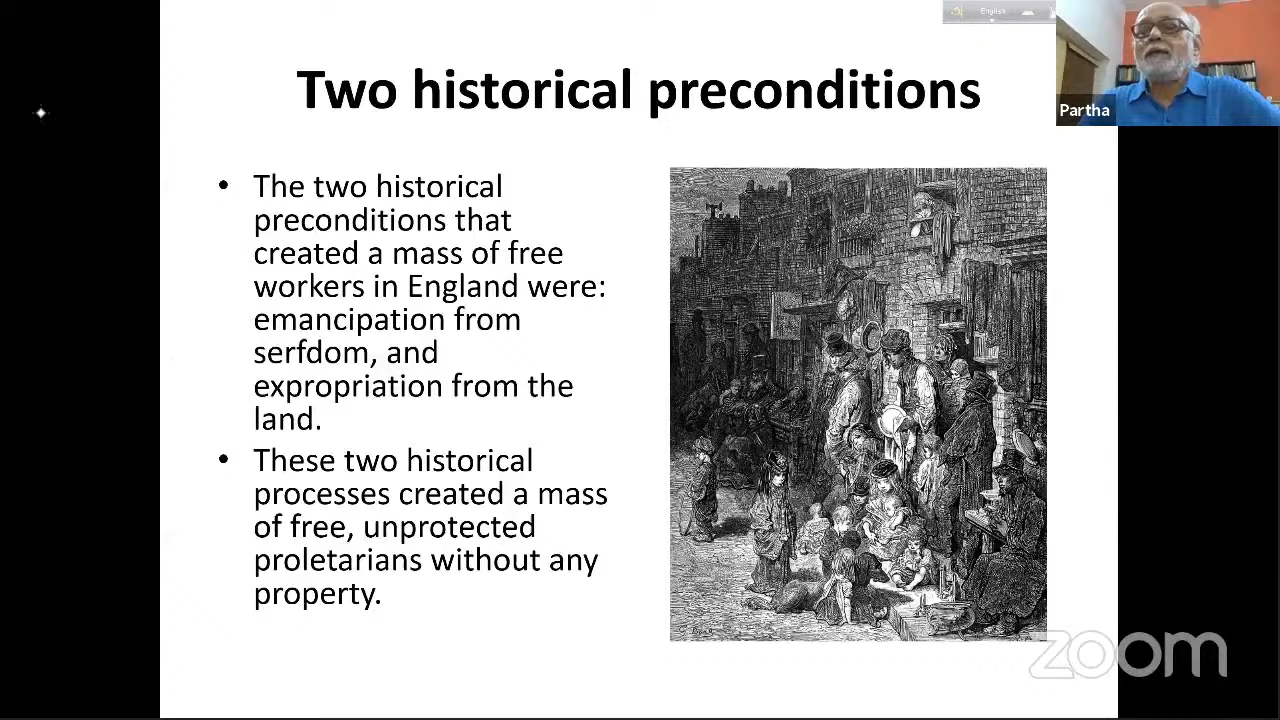 English
Two historical preconditions
Partha
• The two historical
preconditions that
created a mass of free
workers in England were:
emancipation from
serfdom, and
expropriation from the
land.
• These two historical
processes created a mass
of free, unprotected
proletarians without any
property.
zoom